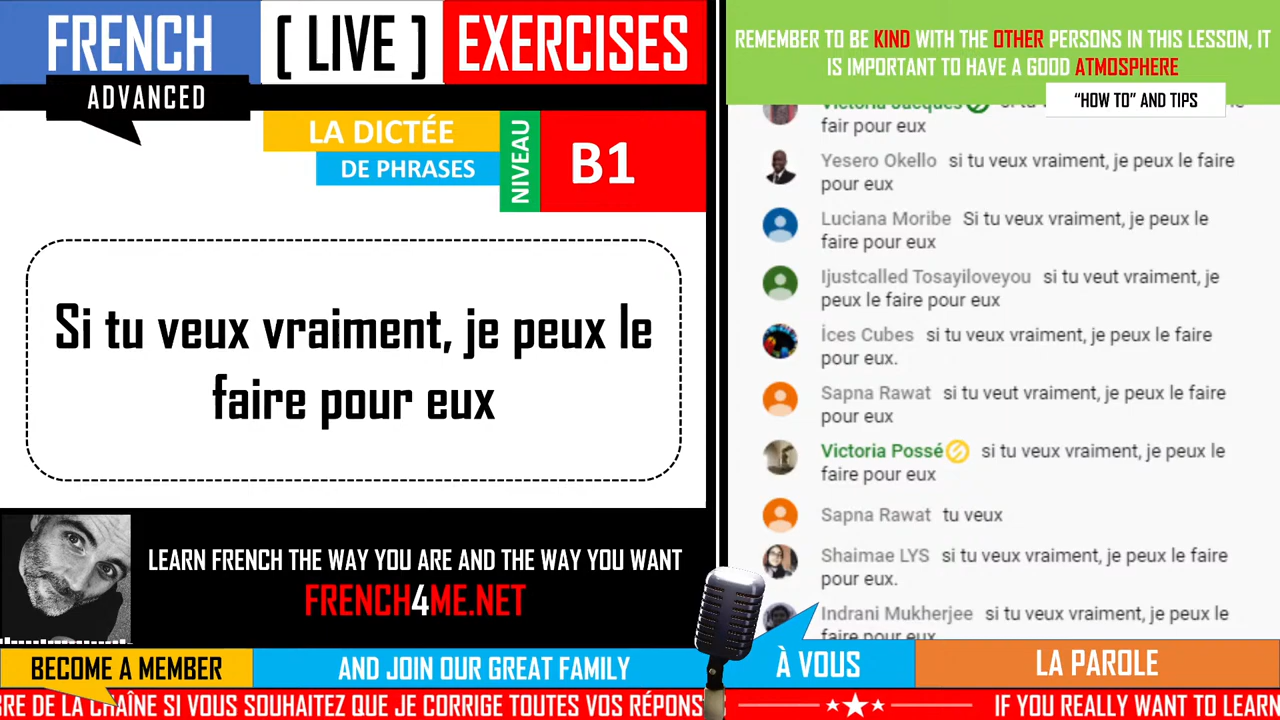 FRENCH
[ LIVE ]
EXERCISES
ADVANCED
LA DICTÉE
DE PHRASES
NIVEAU
B1
Si tu veux vraiment, je peux le
faire pour eux
LEARN FRENCH THE WAY YOU ARE AND THE WAY YOU WANT
FRENCH4ME.NET
REMEMBER TO BE KIND WITH THE OTHER PERSONS IN THIS LESSON, IT
IS IMPORTANT TO HAVE A GOOD ATMOSPHERE
“HOW TO” AND TIPS
Victoria Jacques si tu
fair pour eux
Yesero Okello si tu veux vraiment, je peux le faire
pour eux
Luciana Moribe Si tu veux vraiment, je peux le
faire pour eux
Ijustcalled Tosayiloveyou si tu veut vraiment, je
peux le faire pour eux
İces Cubes si tu veux vraiment, je peux le faire
pour eux.
Sapna Rawat si tu veut vraiment, je peux le faire
pour eux
Victoria Possé si tu veux vraiment, je peux le
faire pour eux
Sapna Rawat tu veux
Shaimae LYS si tu veux vraiment, je peux le faire
pour eux.
Indrani Mukherjee si tu veux vraiment, je peux le
faire pour eux
BECOME A MEMBER
AND JOIN OUR GREAT FAMILY
À VOUS
LA PAROLE
RE DE LA CHAÎNE SI VOUS SOUHAITEZ QUE JE CORRIGE TOUTES VOS RÉPONS
IF YOU REALLY WANT TO LEARN